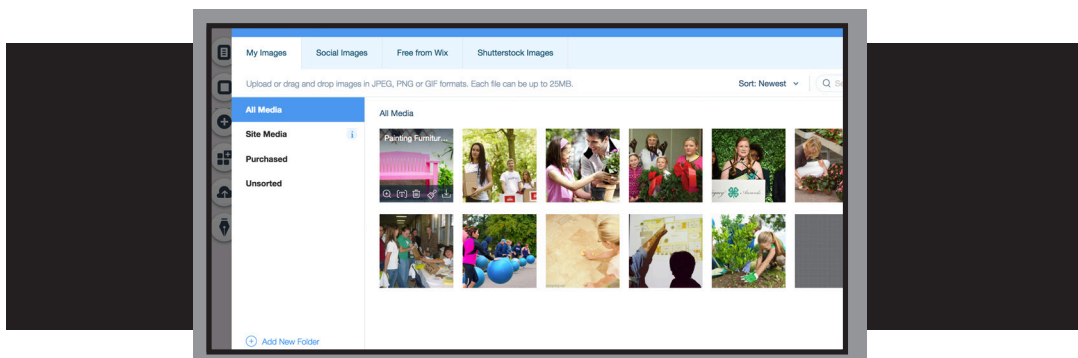 My Images Social Images Free from Wix Shutterstock Images
Upload or drag and drop images in JPEG, PNG or GIF formats. Each file can be up to 25MB. Sort: Newest
All Media
All Media
Site Media
Purchased
Unsorted
Painting Furnitur...
Add New Folder